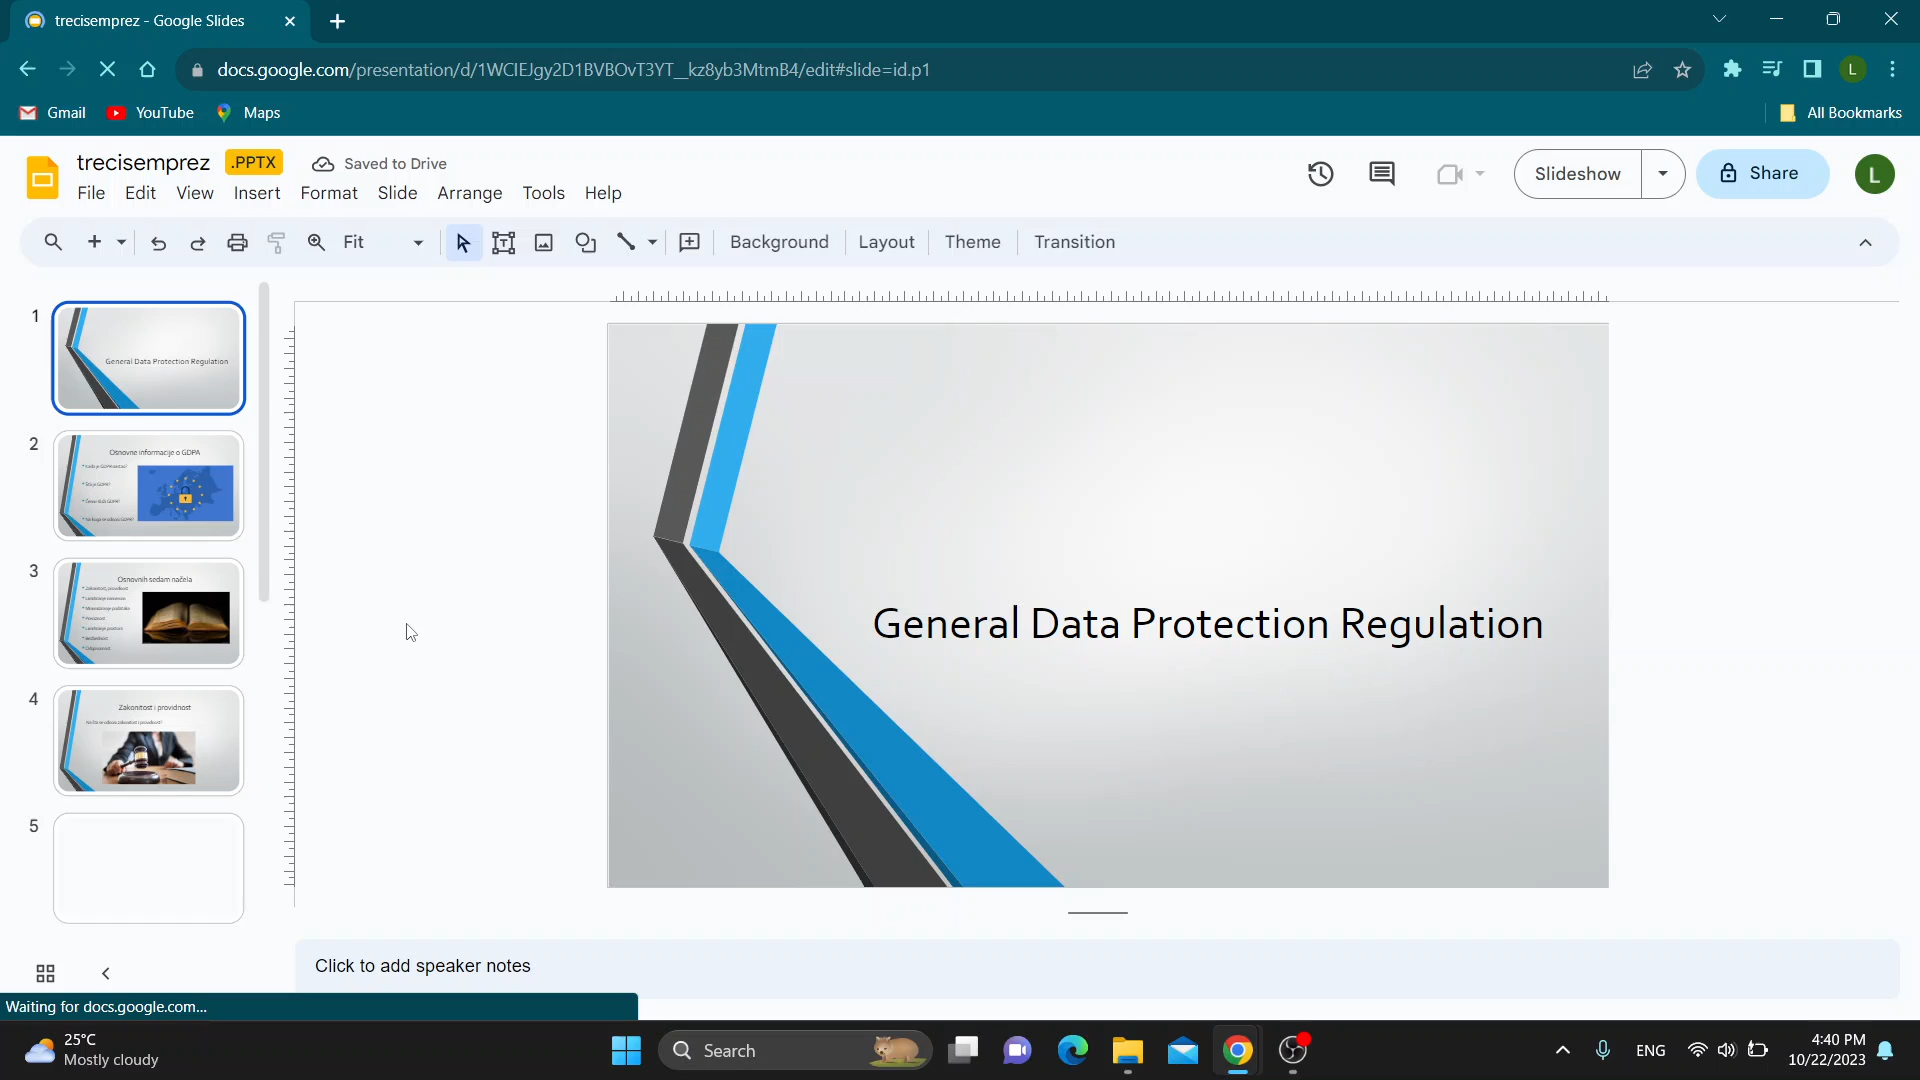 trecisemprez - Google Slides
docs.google.com/presentation/d/1WCIEJgy2D1BVBOvT3YT__kz8yb3MtmB4/edit#slide=id.p1
L
Gmail
YouTube
Maps
All Bookmarks
trecisemprez
.PPTX
Saved to Drive
File Edit View Insert Format Slide Arrange Tools Help
Slideshow
Share
L
Fit
Background
Layout
Theme
Transition
1
General Data Protection Regulation
2
Osnovne informacije o GDPA
* Šta je GDPR?
3
Osnovnih sedam načela
4
Zakonitost i providnost
5
General Data Protection Regulation
Click to add speaker notes
Waiting for docs.google.com...
25°C
Mostly cloudy
Search
ENG
4:40 PM
10/22/2023